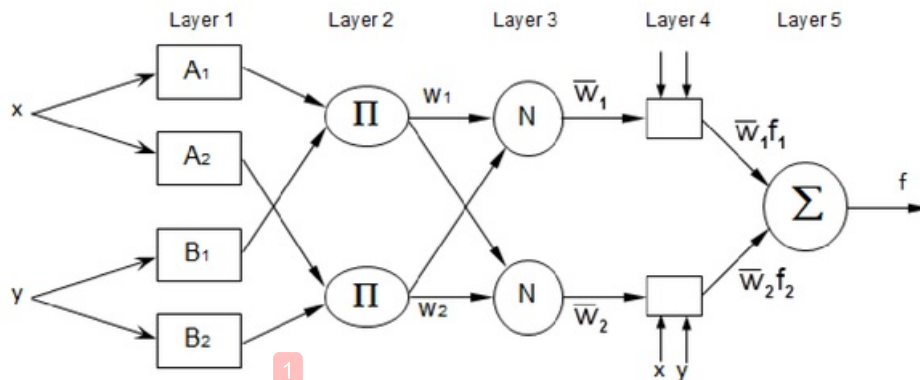 Layer 1 Layer 2 Layer 3 Layer 4 Layer 5
A1
x
Π
w1
N
w̅1
w̅1f1
A2
Σ
f
B1
y
Π
w2
N
w̅2
w̅2f2
B2
x y
1